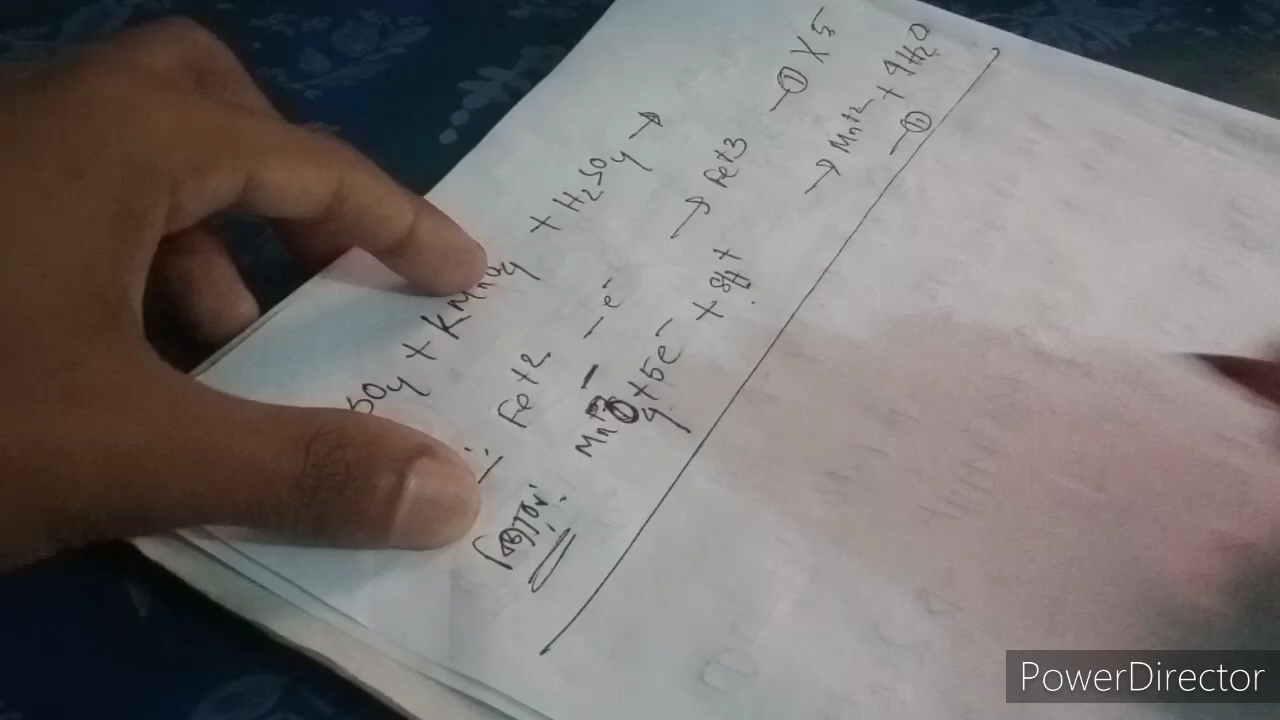 SO4 + KMnO4 + H2SO4 →
∴ Fe+2 - e- → Fe+3 —(I) X 5
বিজারণ: MnO4- + 5e- + 8H+ → Mn+2 + 4H2O
—(II)
PowerDirector